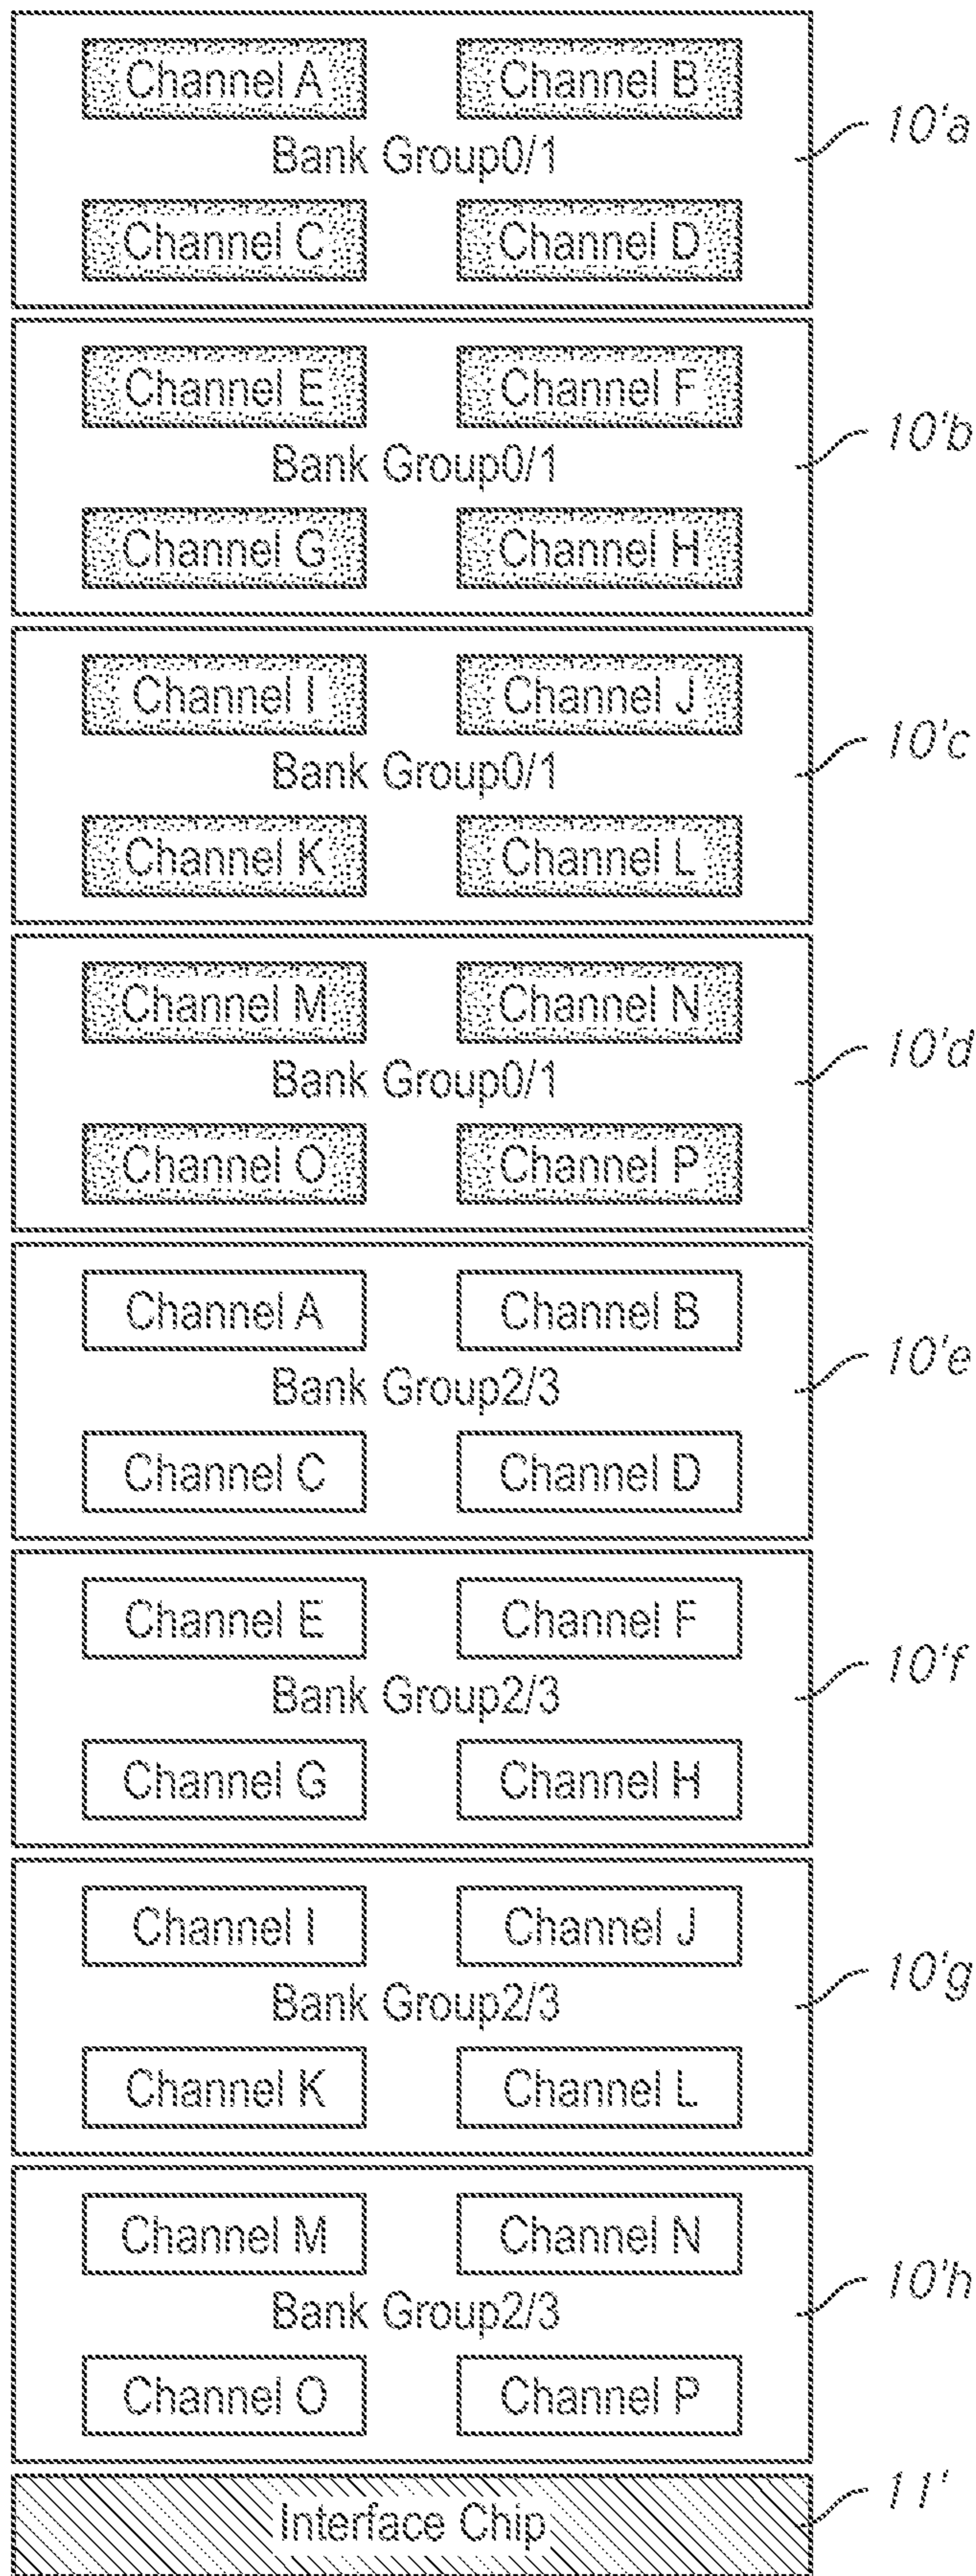 Channel A Channel B
Bank Group0/1
10'a
Channel C Channel D
Channel E Channel F
Bank Group0/1
10'b
Channel G Channel H
Channel I Channel J
Bank Group0/1
10'c
Channel K Channel L
Channel M Channel N
Bank Group0/1
10'd
Channel O Channel P
Channel A Channel B
Bank Group2/3
10'e
Channel C Channel D
Channel E Channel F
Bank Group2/3
10'f
Channel G Channel H
Channel I Channel J
Bank Group2/3
10'g
Channel K Channel L
Channel M Channel N
Bank Group2/3
10'h
Channel O Channel P
Interface Chip
11'